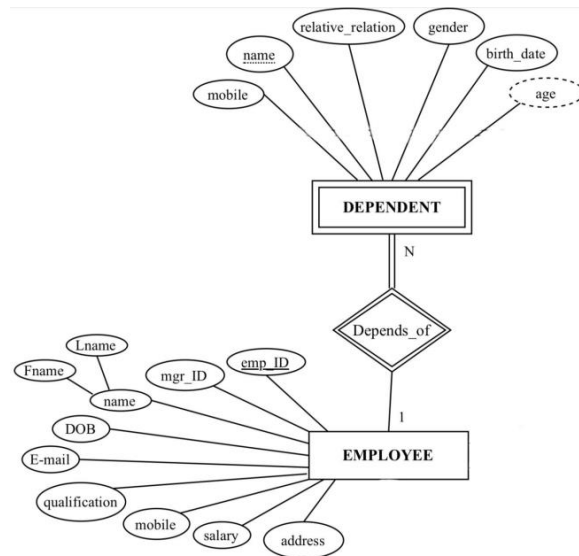 relative_relation
gender
name
birth_date
mobile
age
DEPENDENT
N
Depends_of
Lname
emp_ID
Fname
mgr_ID
name
1
DOB
EMPLOYEE
E-mail
qualification
mobile
salary
address